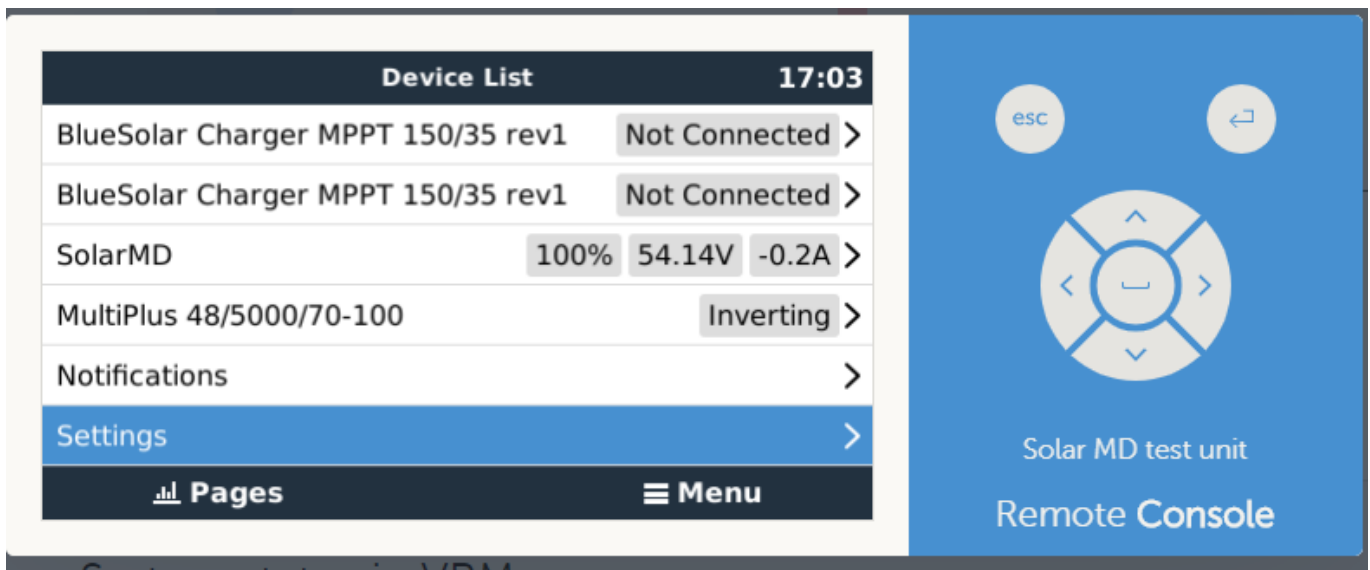 Device List 17:03
BlueSolar Charger MPPT 150/35 rev1 Not Connected
BlueSolar Charger MPPT 150/35 rev1 Not Connected
SolarMD 100% 54.14V -0.2A
MultiPlus 48/5000/70-100 Inverting
Notifications
Settings
Pages Menu
esc
Solar MD test unit
Remote Console